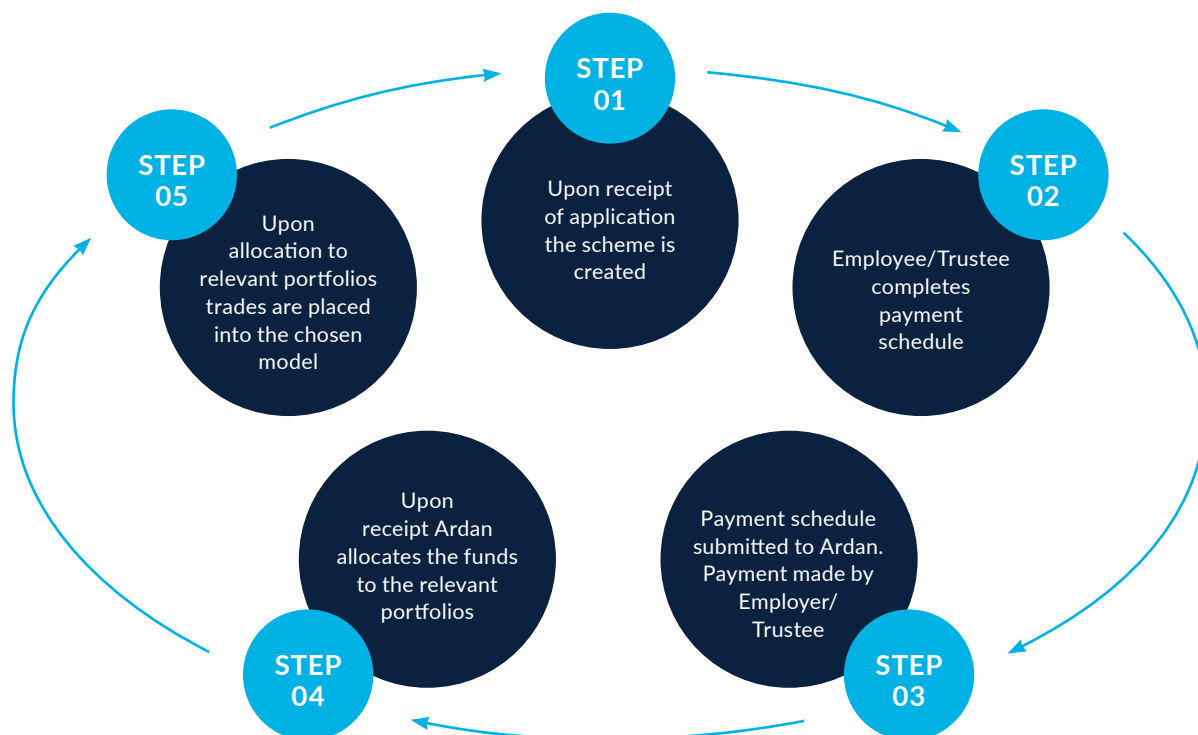 STEP
01
Upon receipt
of application
the scheme is
created
STEP
02
Employee/Trustee
completes
payment
schedule
STEP
03
Payment schedule
submitted to Ardan.
Payment made by
Employer/
Trustee
STEP
04
Upon
receipt Ardan
allocates the funds
to the relevant
portfolios
STEP
05
Upon
allocation to
relevant portfolios
trades are placed
into the chosen
model